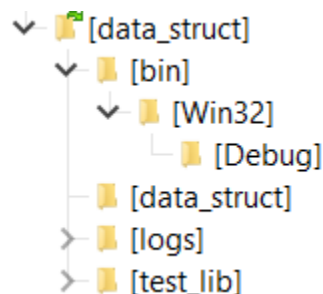 [data_struct]
[bin]
[Win32]
[Debug]
[data_struct]
[logs]
[test_lib]